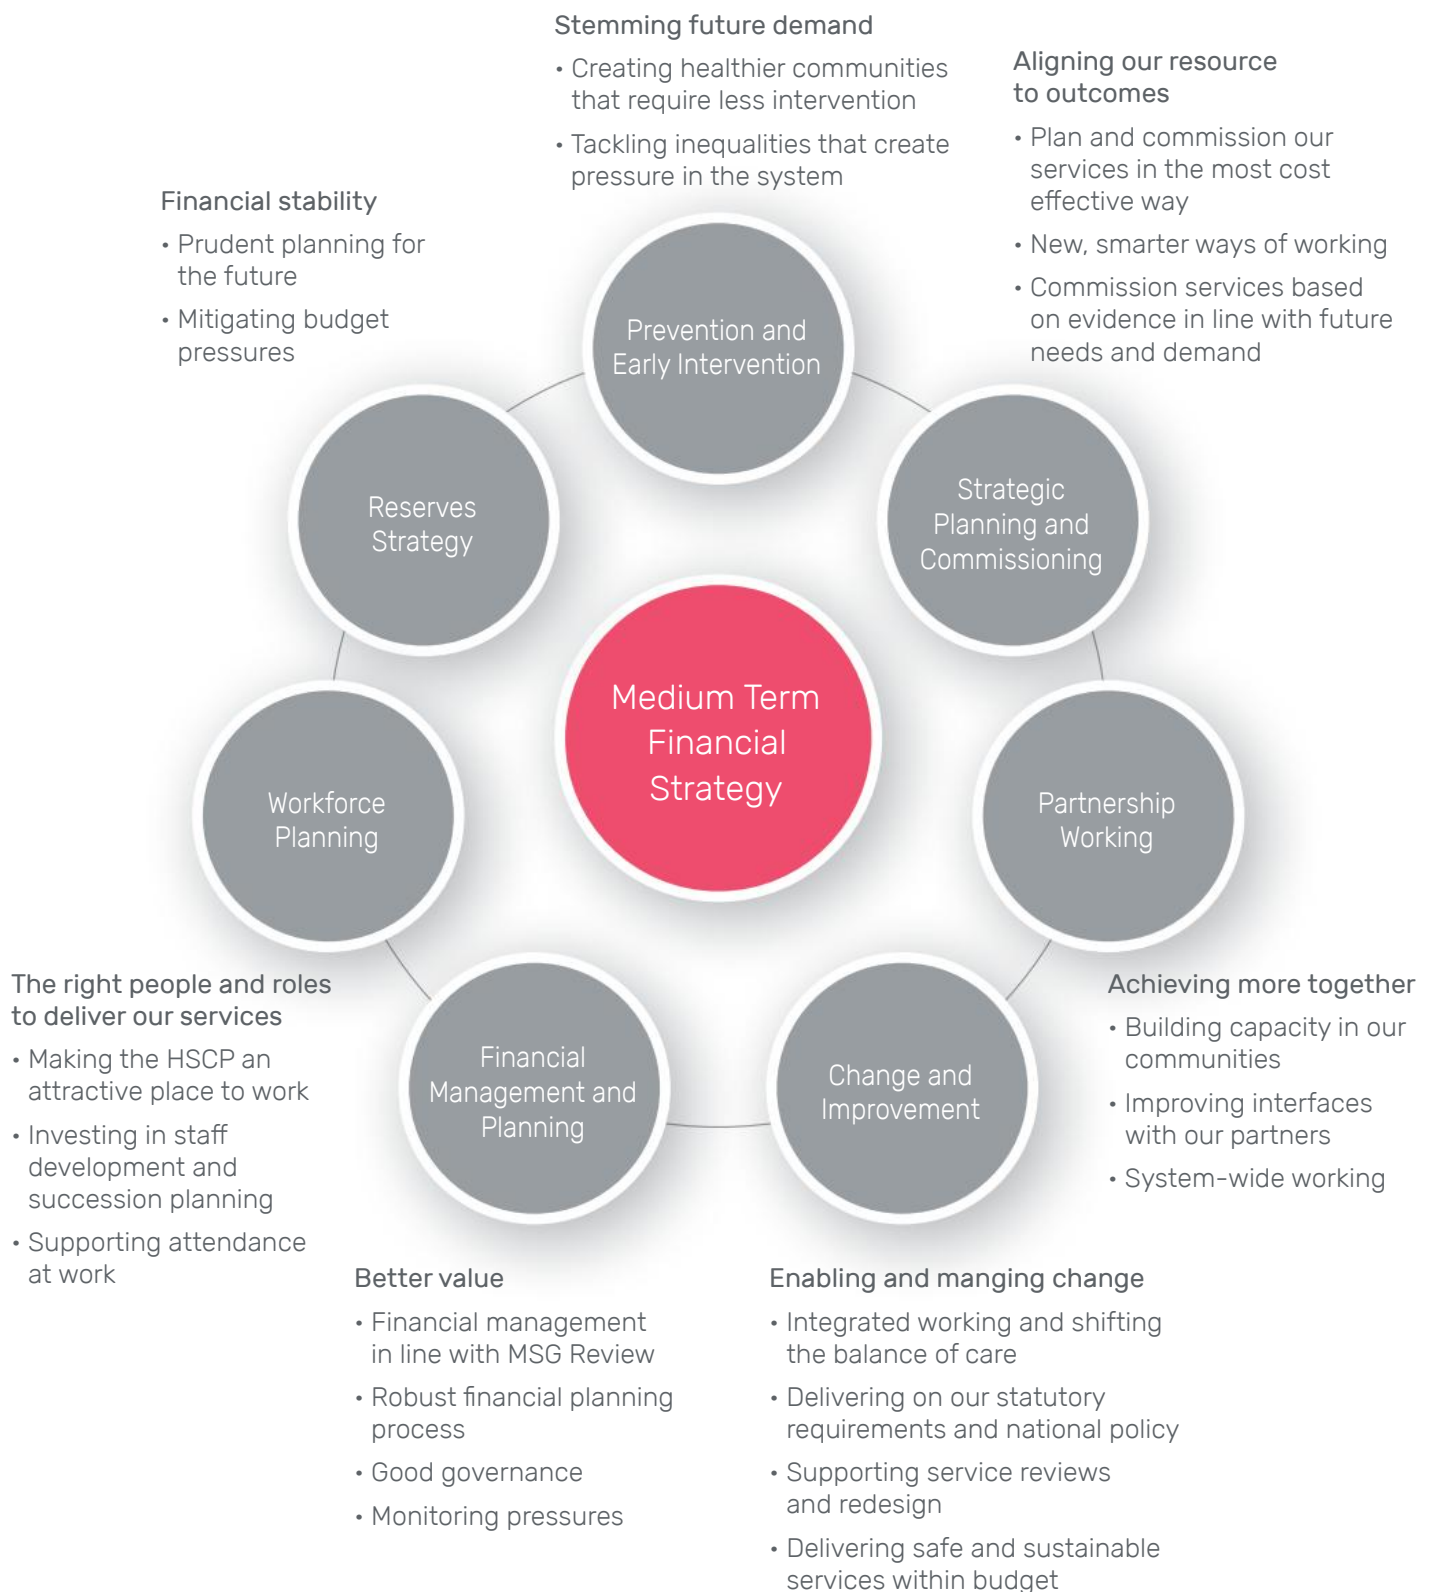 Stemming future demand
• Creating healthier communities
that require less intervention
• Tackling inequalities that create
pressure in the system
Aligning our resource
to outcomes
• Plan and commission our
services in the most cost
effective way
• New, smarter ways of working
• Commission services based
on evidence in line with future
needs and demand
Financial stability
• Prudent planning for
the future
• Mitigating budget
pressures
Prevention and
Early Intervention
Reserves
Strategy
Strategic
Planning and
Commissioning
Medium Term
Financial
Strategy
Workforce
Planning
Partnership
Working
Financial
Management and
Planning
Change and
Improvement
The right people and roles
to deliver our services
• Making the HSCP an
attractive place to work
• Investing in staff
development and
succession planning
• Supporting attendance
at work
Achieving more together
• Building capacity in our
communities
• Improving interfaces
with our partners
• System-wide working
Better value
• Financial management
in line with MSG Review
• Robust financial planning
process
• Good governance
• Monitoring pressures
Enabling and manging change
• Integrated working and shifting
the balance of care
• Delivering on our statutory
requirements and national policy
• Supporting service reviews
and redesign
• Delivering safe and sustainable
services within budget